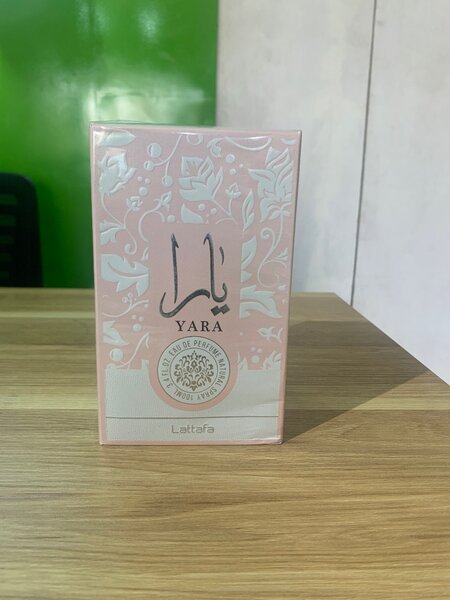 يارا
YARA
EAU DE PERFUME NATURAL SPRAY 100ML 3.4 FL.OZ.
Lattafa